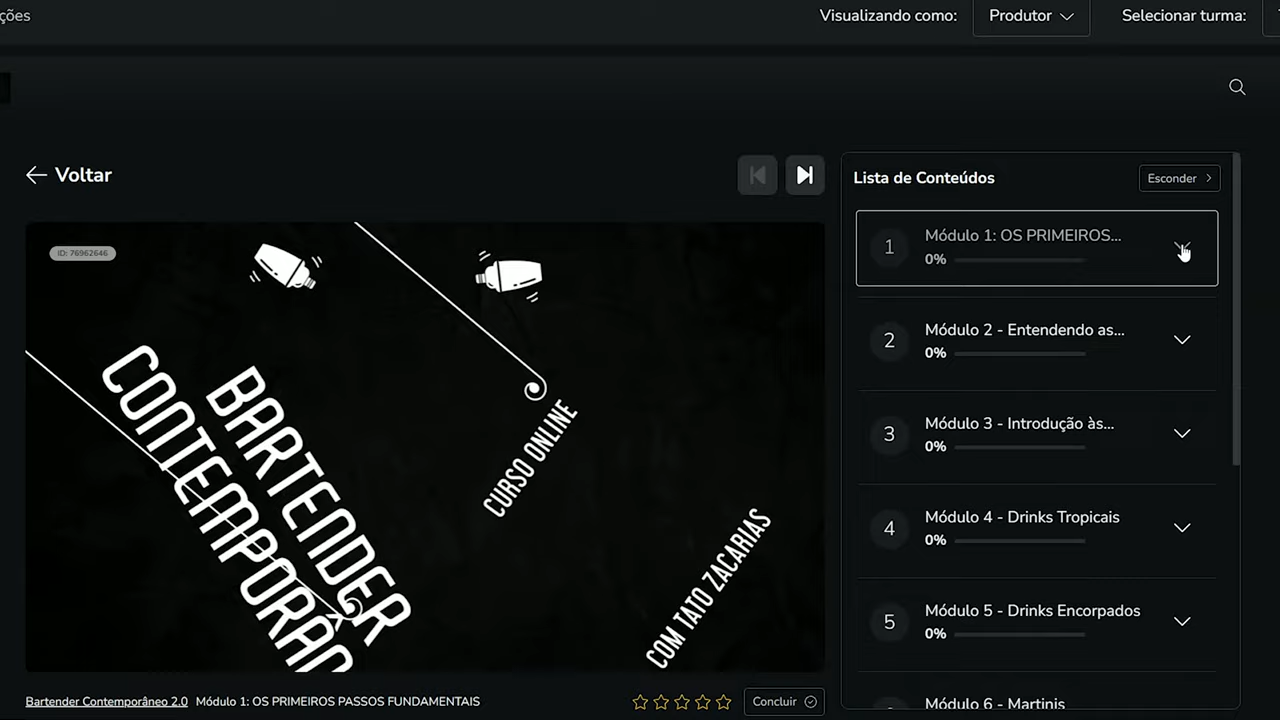 ções
Visualizando como:
Produtor
Selecionar turma:
Voltar
ID: 76962646
BARTENDER
CONTEMPORÂO
CURSO ONLINE
COM TATO ZACARIAS
Bartender Contemporâneo 2.0 Módulo 1: OS PRIMEIROS PASSOS FUNDAMENTAIS
Concluir
Lista de Conteúdos
Esconder
1
Módulo 1: OS PRIMEIROS...
0%
2
Módulo 2 - Entendendo as...
0%
3
Módulo 3 - Introdução às...
0%
4
Módulo 4 - Drinks Tropicais
0%
5
Módulo 5 - Drinks Encorpados
0%
Módulo 6 - Martinis